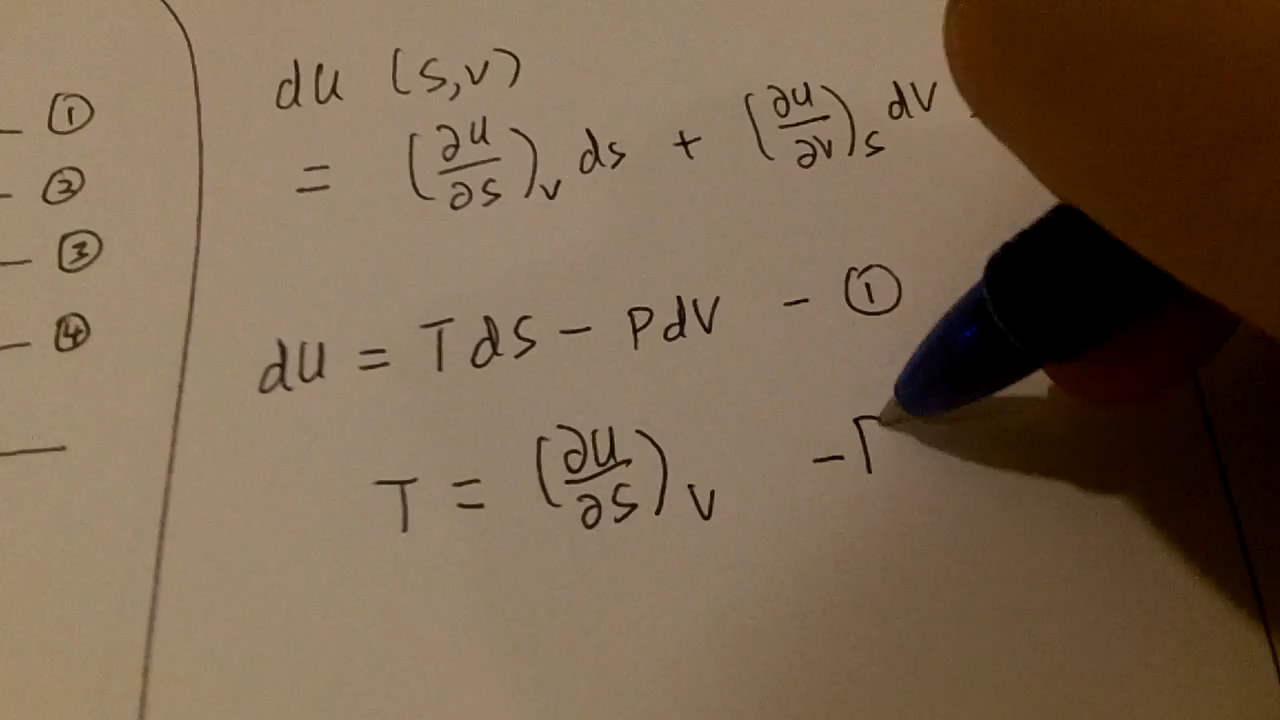 ①
②
③
④
du (s,v)
= (∂u/∂s)ᵥ ds + (∂u/∂v)ₛ dV
du = Tds - PdV - ①
T = (∂u/∂s)ᵥ -